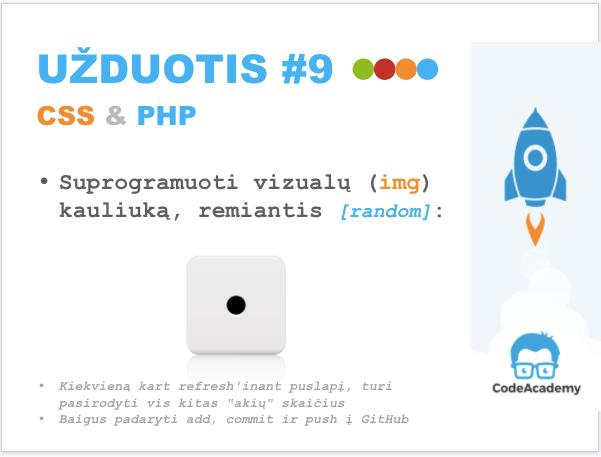 UŽDUOTIS #9
CSS & PHP
• Suprogramuoti vizualų (img)
kauliuką, remiantis [random]:
• Kiekvieną kart refresh'inant puslapį, turi
pasirodyti vis kitas "akių" skaičius
• Baigus padaryti add, commit ir push į GitHub
CodeAcademy